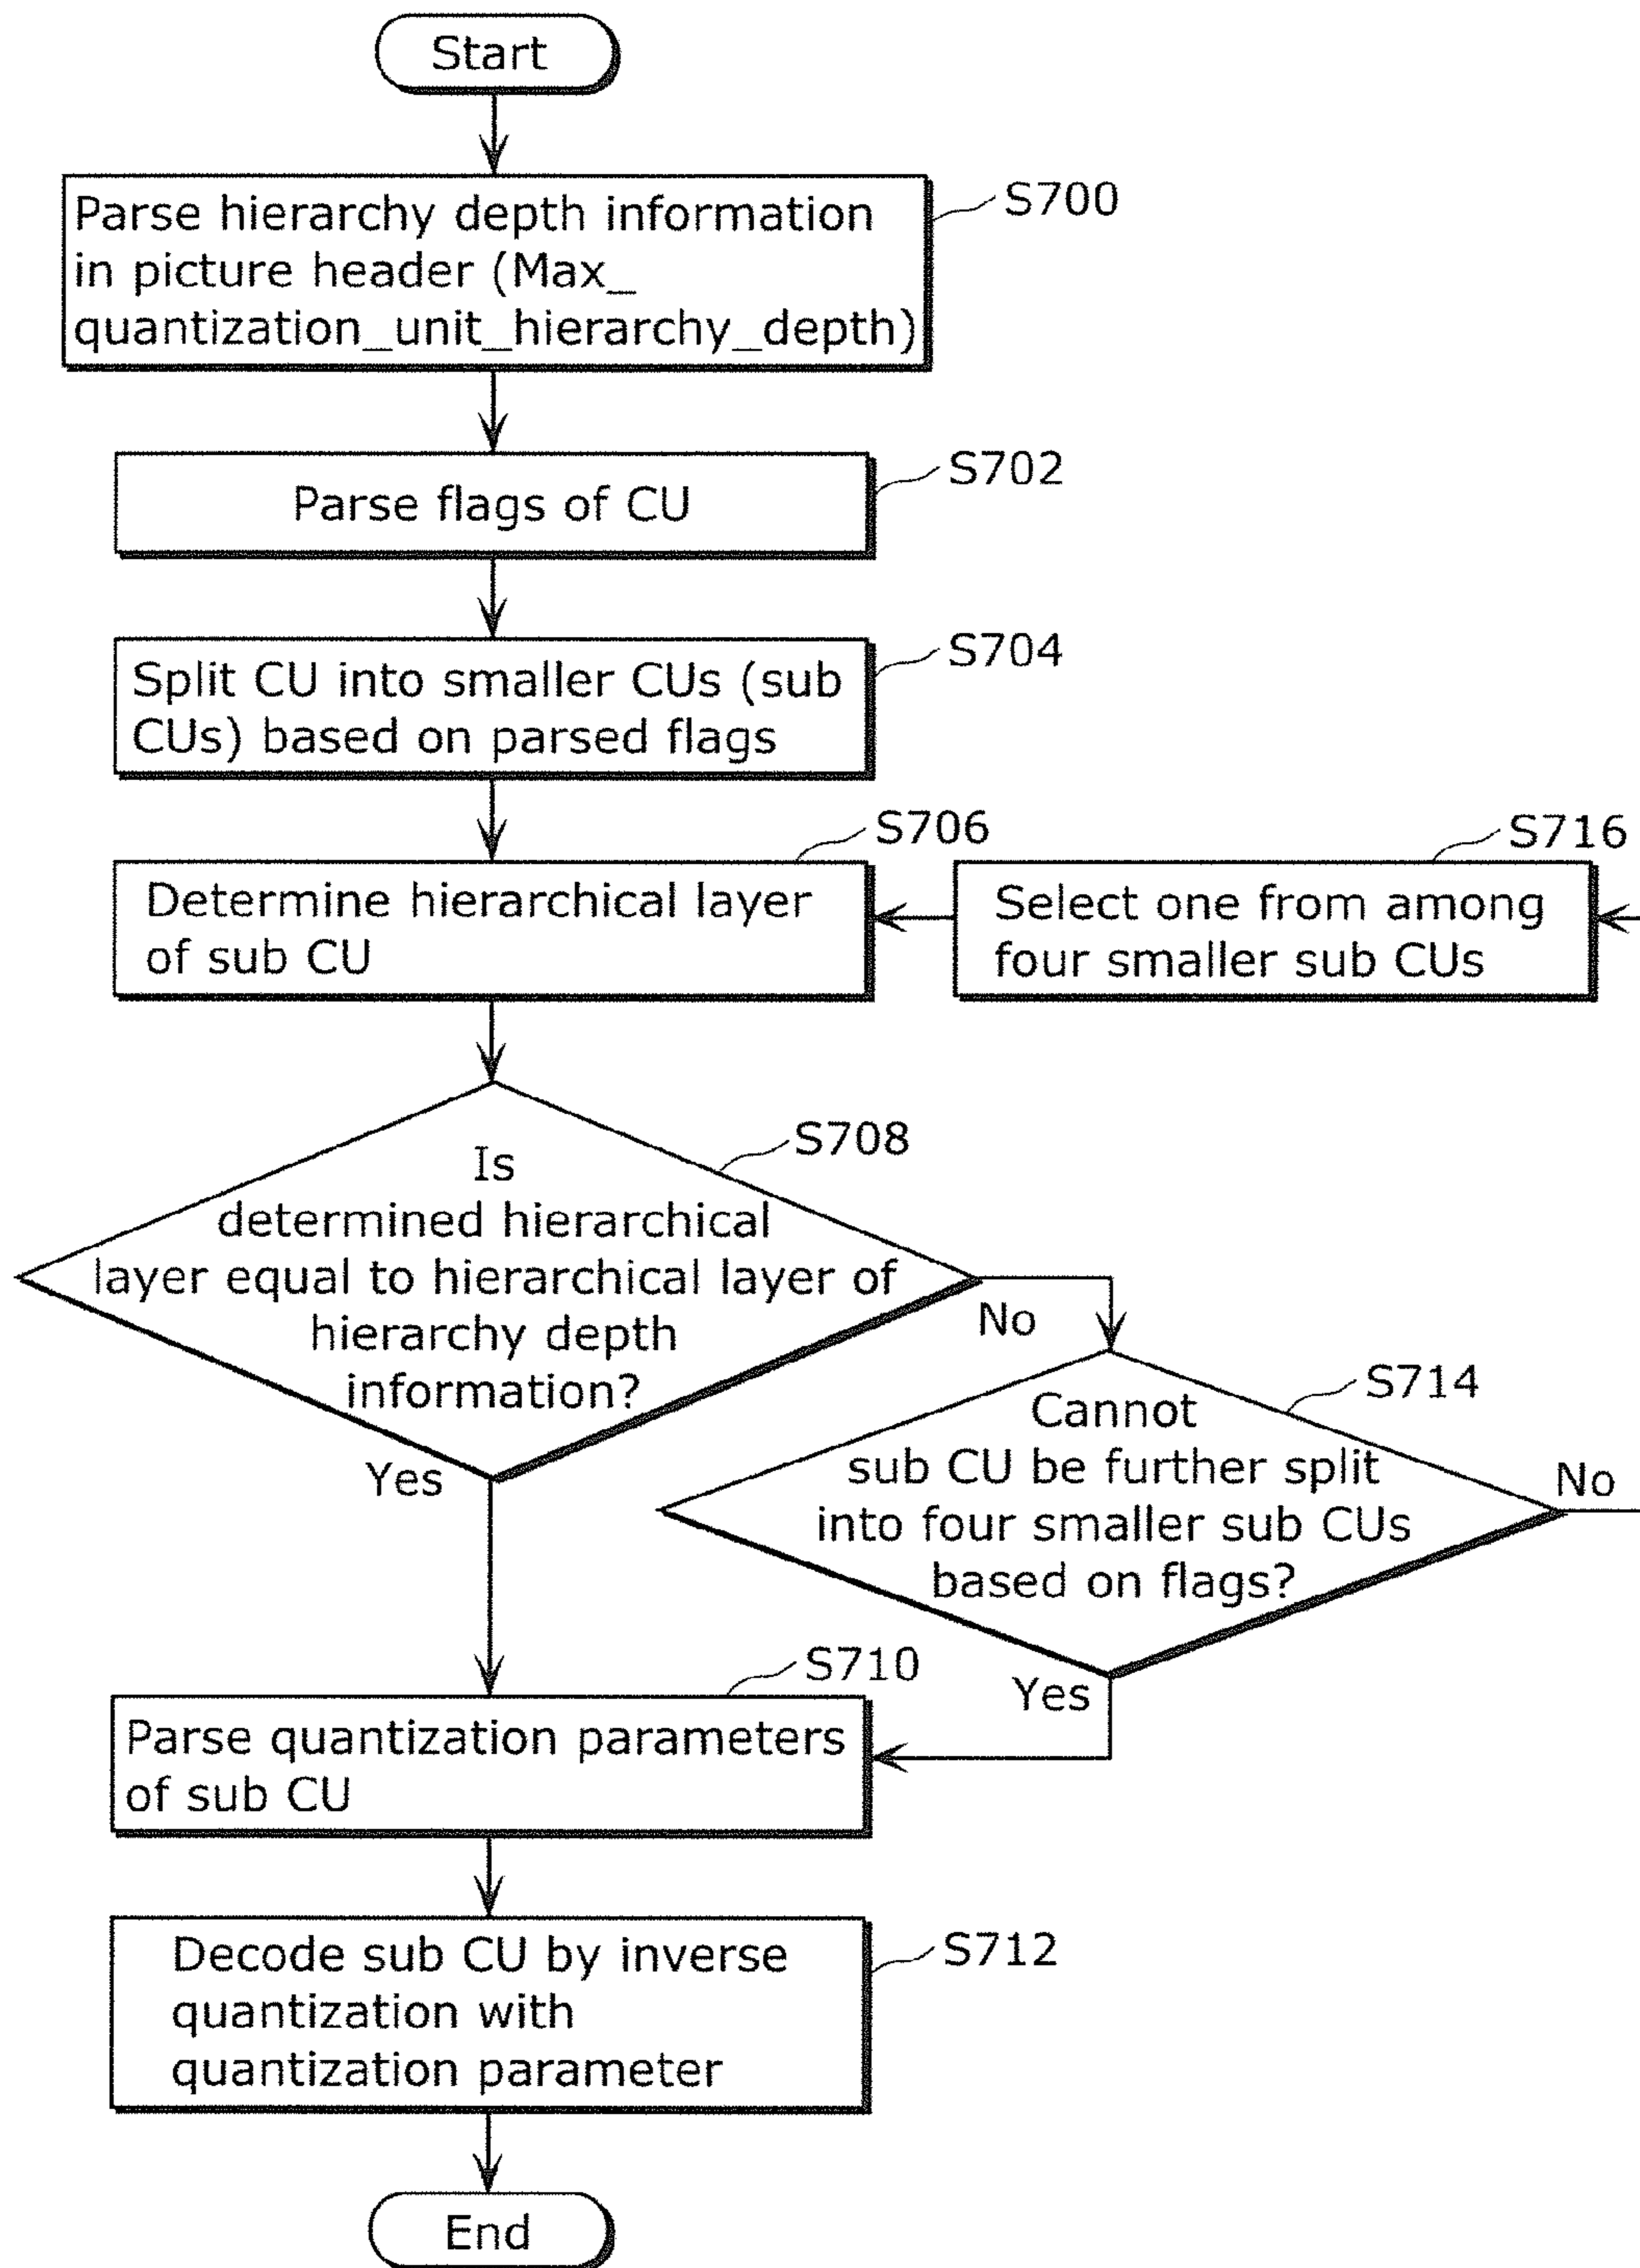 Start
Parse hierarchy depth information
in picture header (Max_
quantization_unit_hierarchy_depth)
S700
Parse flags of CU
S702
Split CU into smaller CUs (sub
CUs) based on parsed flags
S704
Determine hierarchical layer
of sub CU
S706
Select one from among
four smaller sub CUs
S716
Is
determined hierarchical
layer equal to hierarchical layer of
hierarchy depth
information?
S708
No
Yes
Cannot
sub CU be further split
into four smaller sub CUs
based on flags?
S714
No
Yes
Parse quantization parameters
of sub CU
S710
Decode sub CU by inverse
quantization with
quantization parameter
S712
End